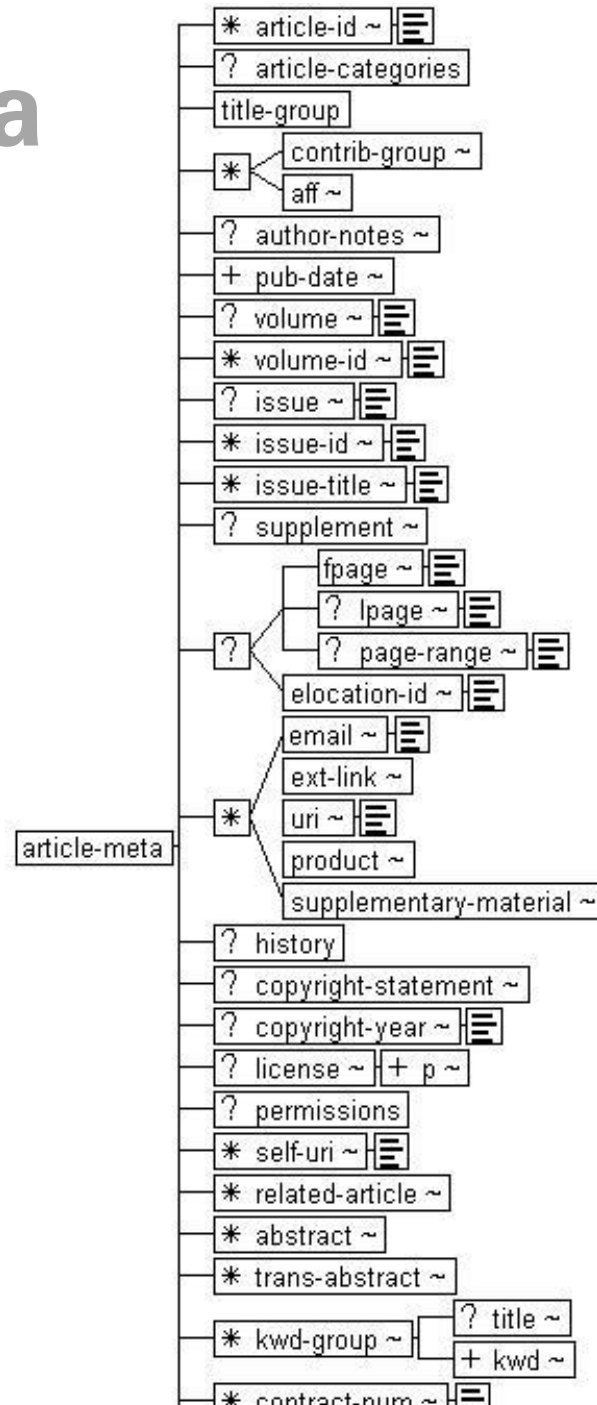 a
* article-id ~
? article-categories
title-group
*
contrib-group ~
aff ~
? author-notes ~
+ pub-date ~
? volume ~
* volume-id ~
? issue ~
* issue-id ~
* issue-title ~
? supplement ~
fpage ~
? lpage ~
?
? page-range ~
elocation-id ~
email ~
ext-link ~
*
uri ~
article-meta
product ~
supplementary-material ~
? history
? copyright-statement ~
? copyright-year ~
? license ~ + p ~
? permissions
* self-uri ~
* related-article ~
* abstract ~
* trans-abstract ~
? title ~
* kwd-group ~
+ kwd ~
* contract-num ~